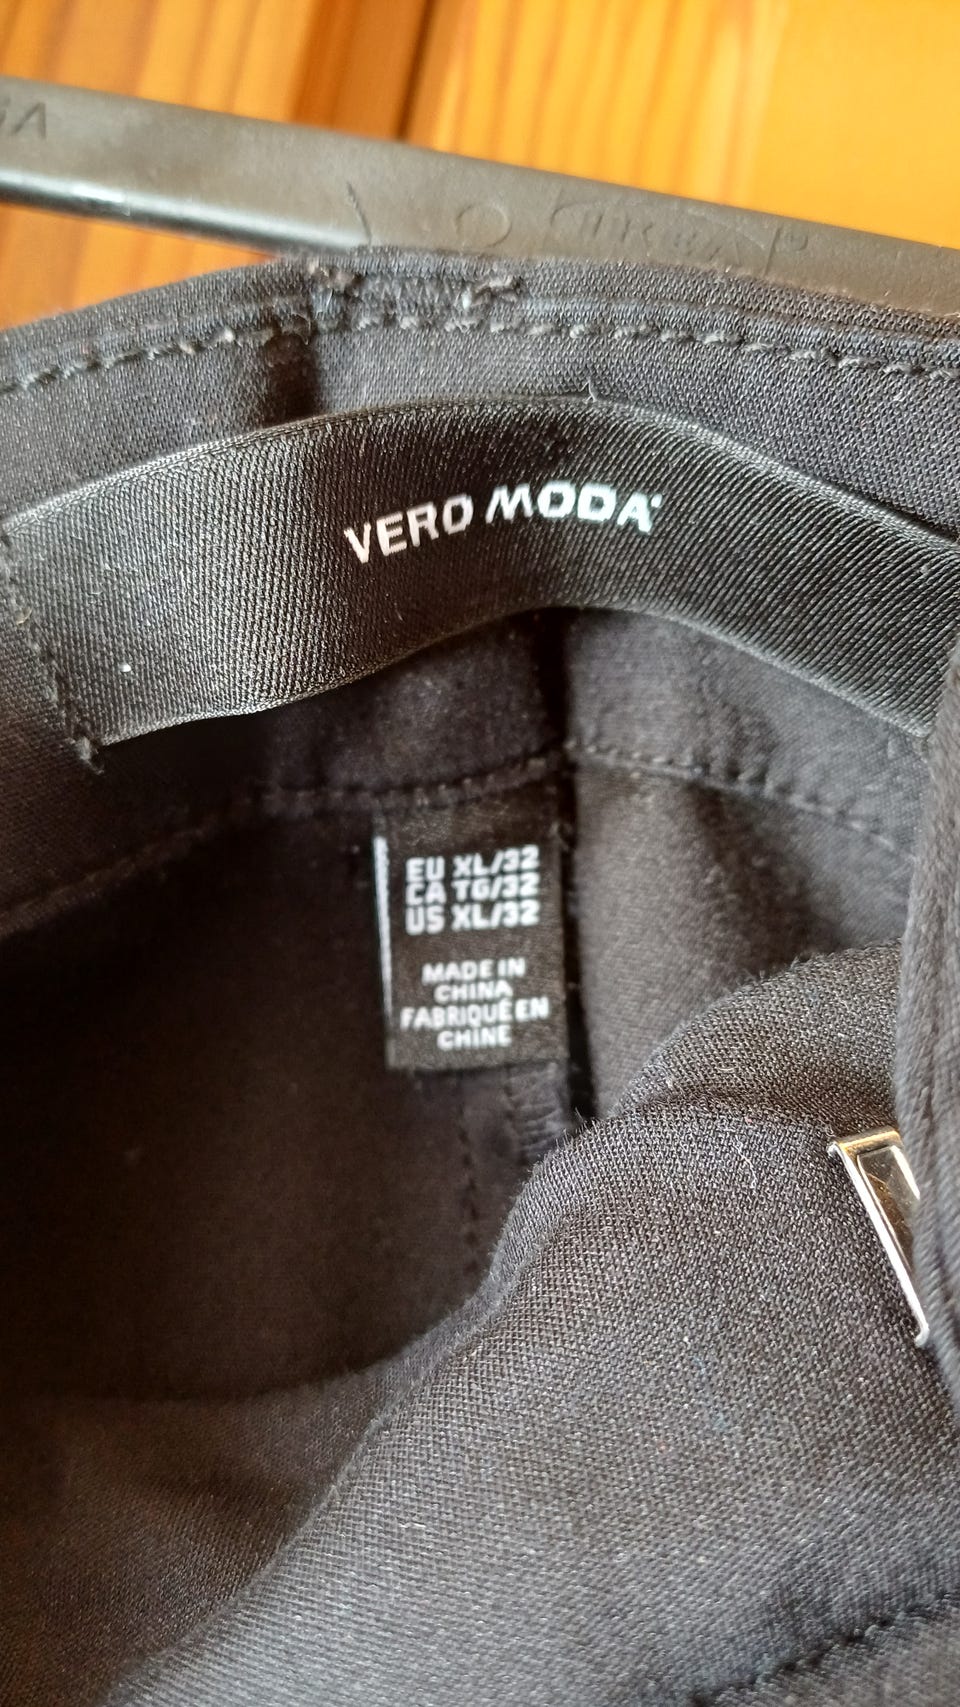 VERO MODA
EU XL/32
CA TG/32
US XL/32
MADE IN
CHINA
FABRIQUÉ EN
CHINE